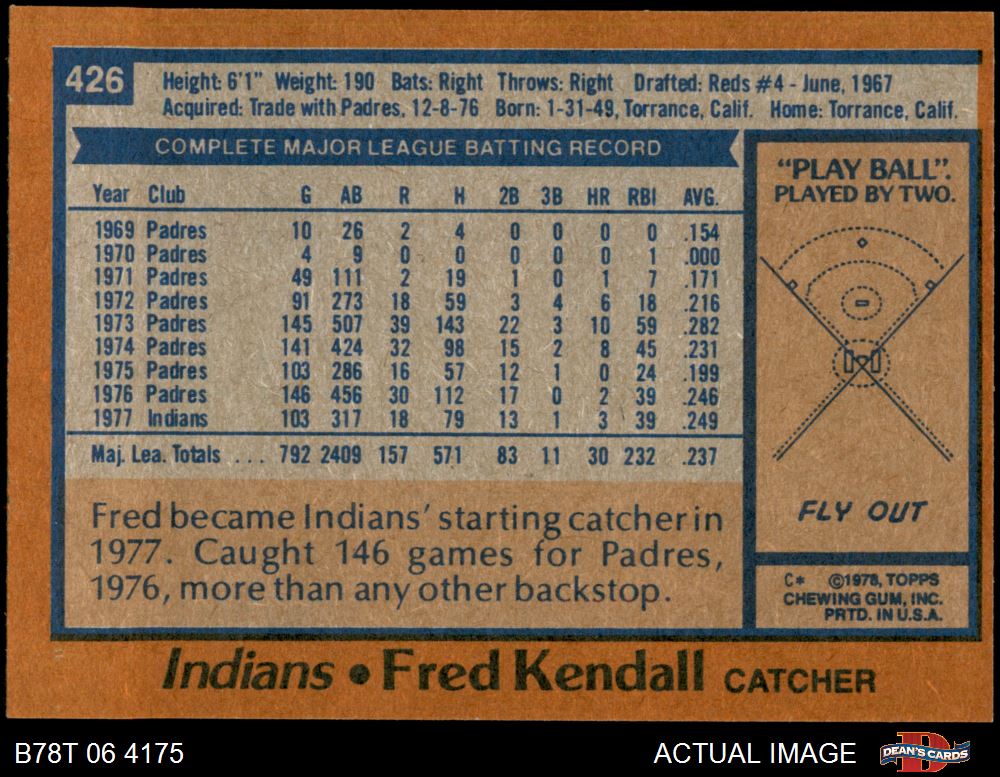 426
Height: 6'1" Weight: 190 Bats: Right Throws: Right Drafted: Reds #4 - June, 1967
Acquired: Trade with Padres, 12-8-76 Born: 1-31-49, Torrance, Calif. Home: Torrance, Calif.
COMPLETE MAJOR LEAGUE BATTING RECORD
Year Club G AB R H 2B 3B HR RBI AVG.
1969 Padres 10 26 2 4 0 0 0 0 .154
1970 Padres 4 9 0 0 0 0 0 1 .000
1971 Padres 49 111 2 19 1 0 1 7 .171
1972 Padres 91 273 18 59 3 4 6 18 .216
1973 Padres 145 507 39 143 22 3 10 59 .282
1974 Padres 141 424 32 98 15 2 8 45 .231
1975 Padres 103 286 16 57 12 1 0 24 .199
1976 Padres 146 456 30 112 17 0 2 39 .246
1977 Indians 103 317 18 79 13 1 3 39 .249
Maj. Lea. Totals . . . 792 2409 157 571 83 11 30 232 .237
Fred became Indians' starting catcher in
1977. Caught 146 games for Padres,
1976, more than any other backstop.
"PLAY BALL".
PLAYED BY TWO.
FLY OUT
C* ©1978, TOPPS
CHEWING GUM, INC.
PRTD. IN U.S.A.
Indians • Fred Kendall CATCHER
B78T 06 4175
ACTUAL IMAGE
D
DEAN'S CARDS